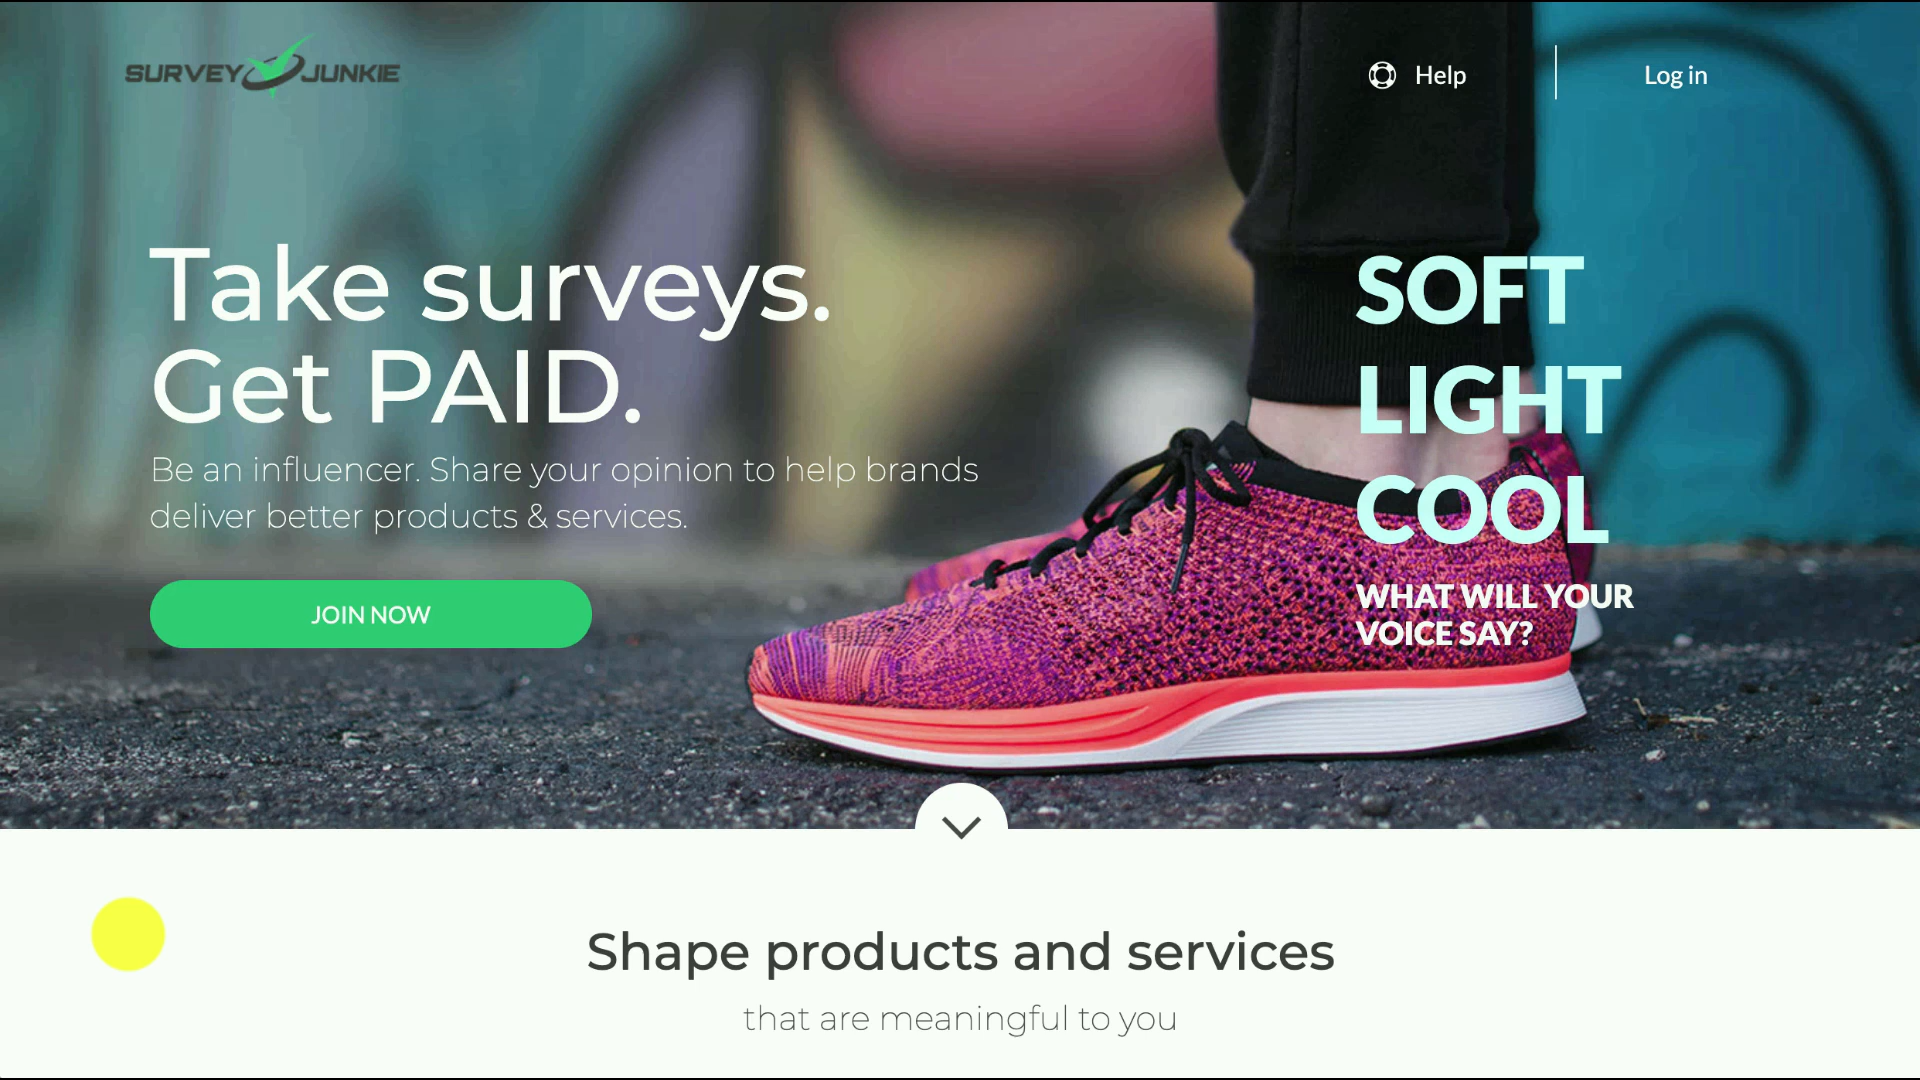 SURVEY JUNKIE
Help
Log in
Take surveys.
Get PAID.
Be an influencer. Share your opinion to help brands
deliver better products & services.
JOIN NOW
SOFT
LIGHT
COOL
WHAT WILL YOUR
VOICE SAY?
Shape products and services
that are meaningful to you